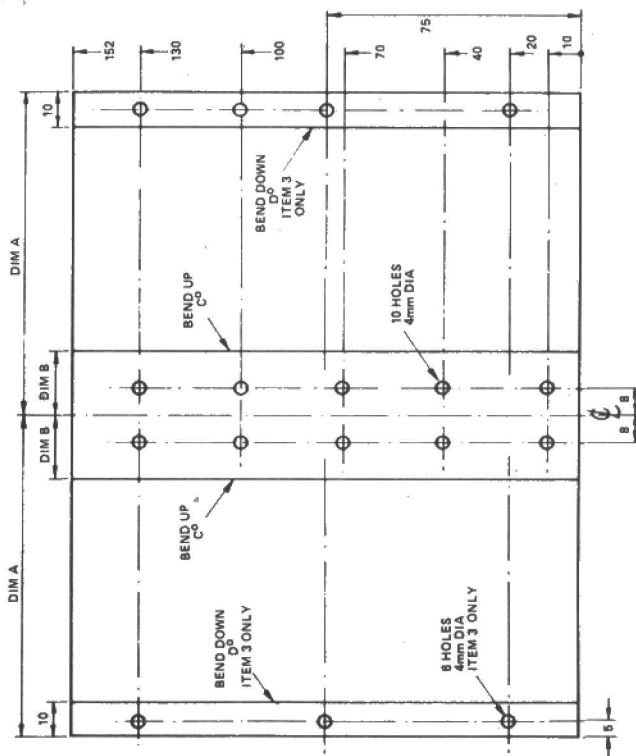 DIM A
DIM A
10
DIM B
DIM B
10
152
130
100
75
70
40
20
10
BEND DOWN
D°
ITEM 3 ONLY
BEND UP
C°
BEND UP
C°
BEND DOWN
D°
ITEM 3
ONLY
6 HOLES
4mm DIA
ITEM 3 ONLY
10 HOLES
4mm DIA
5
8
8
℄